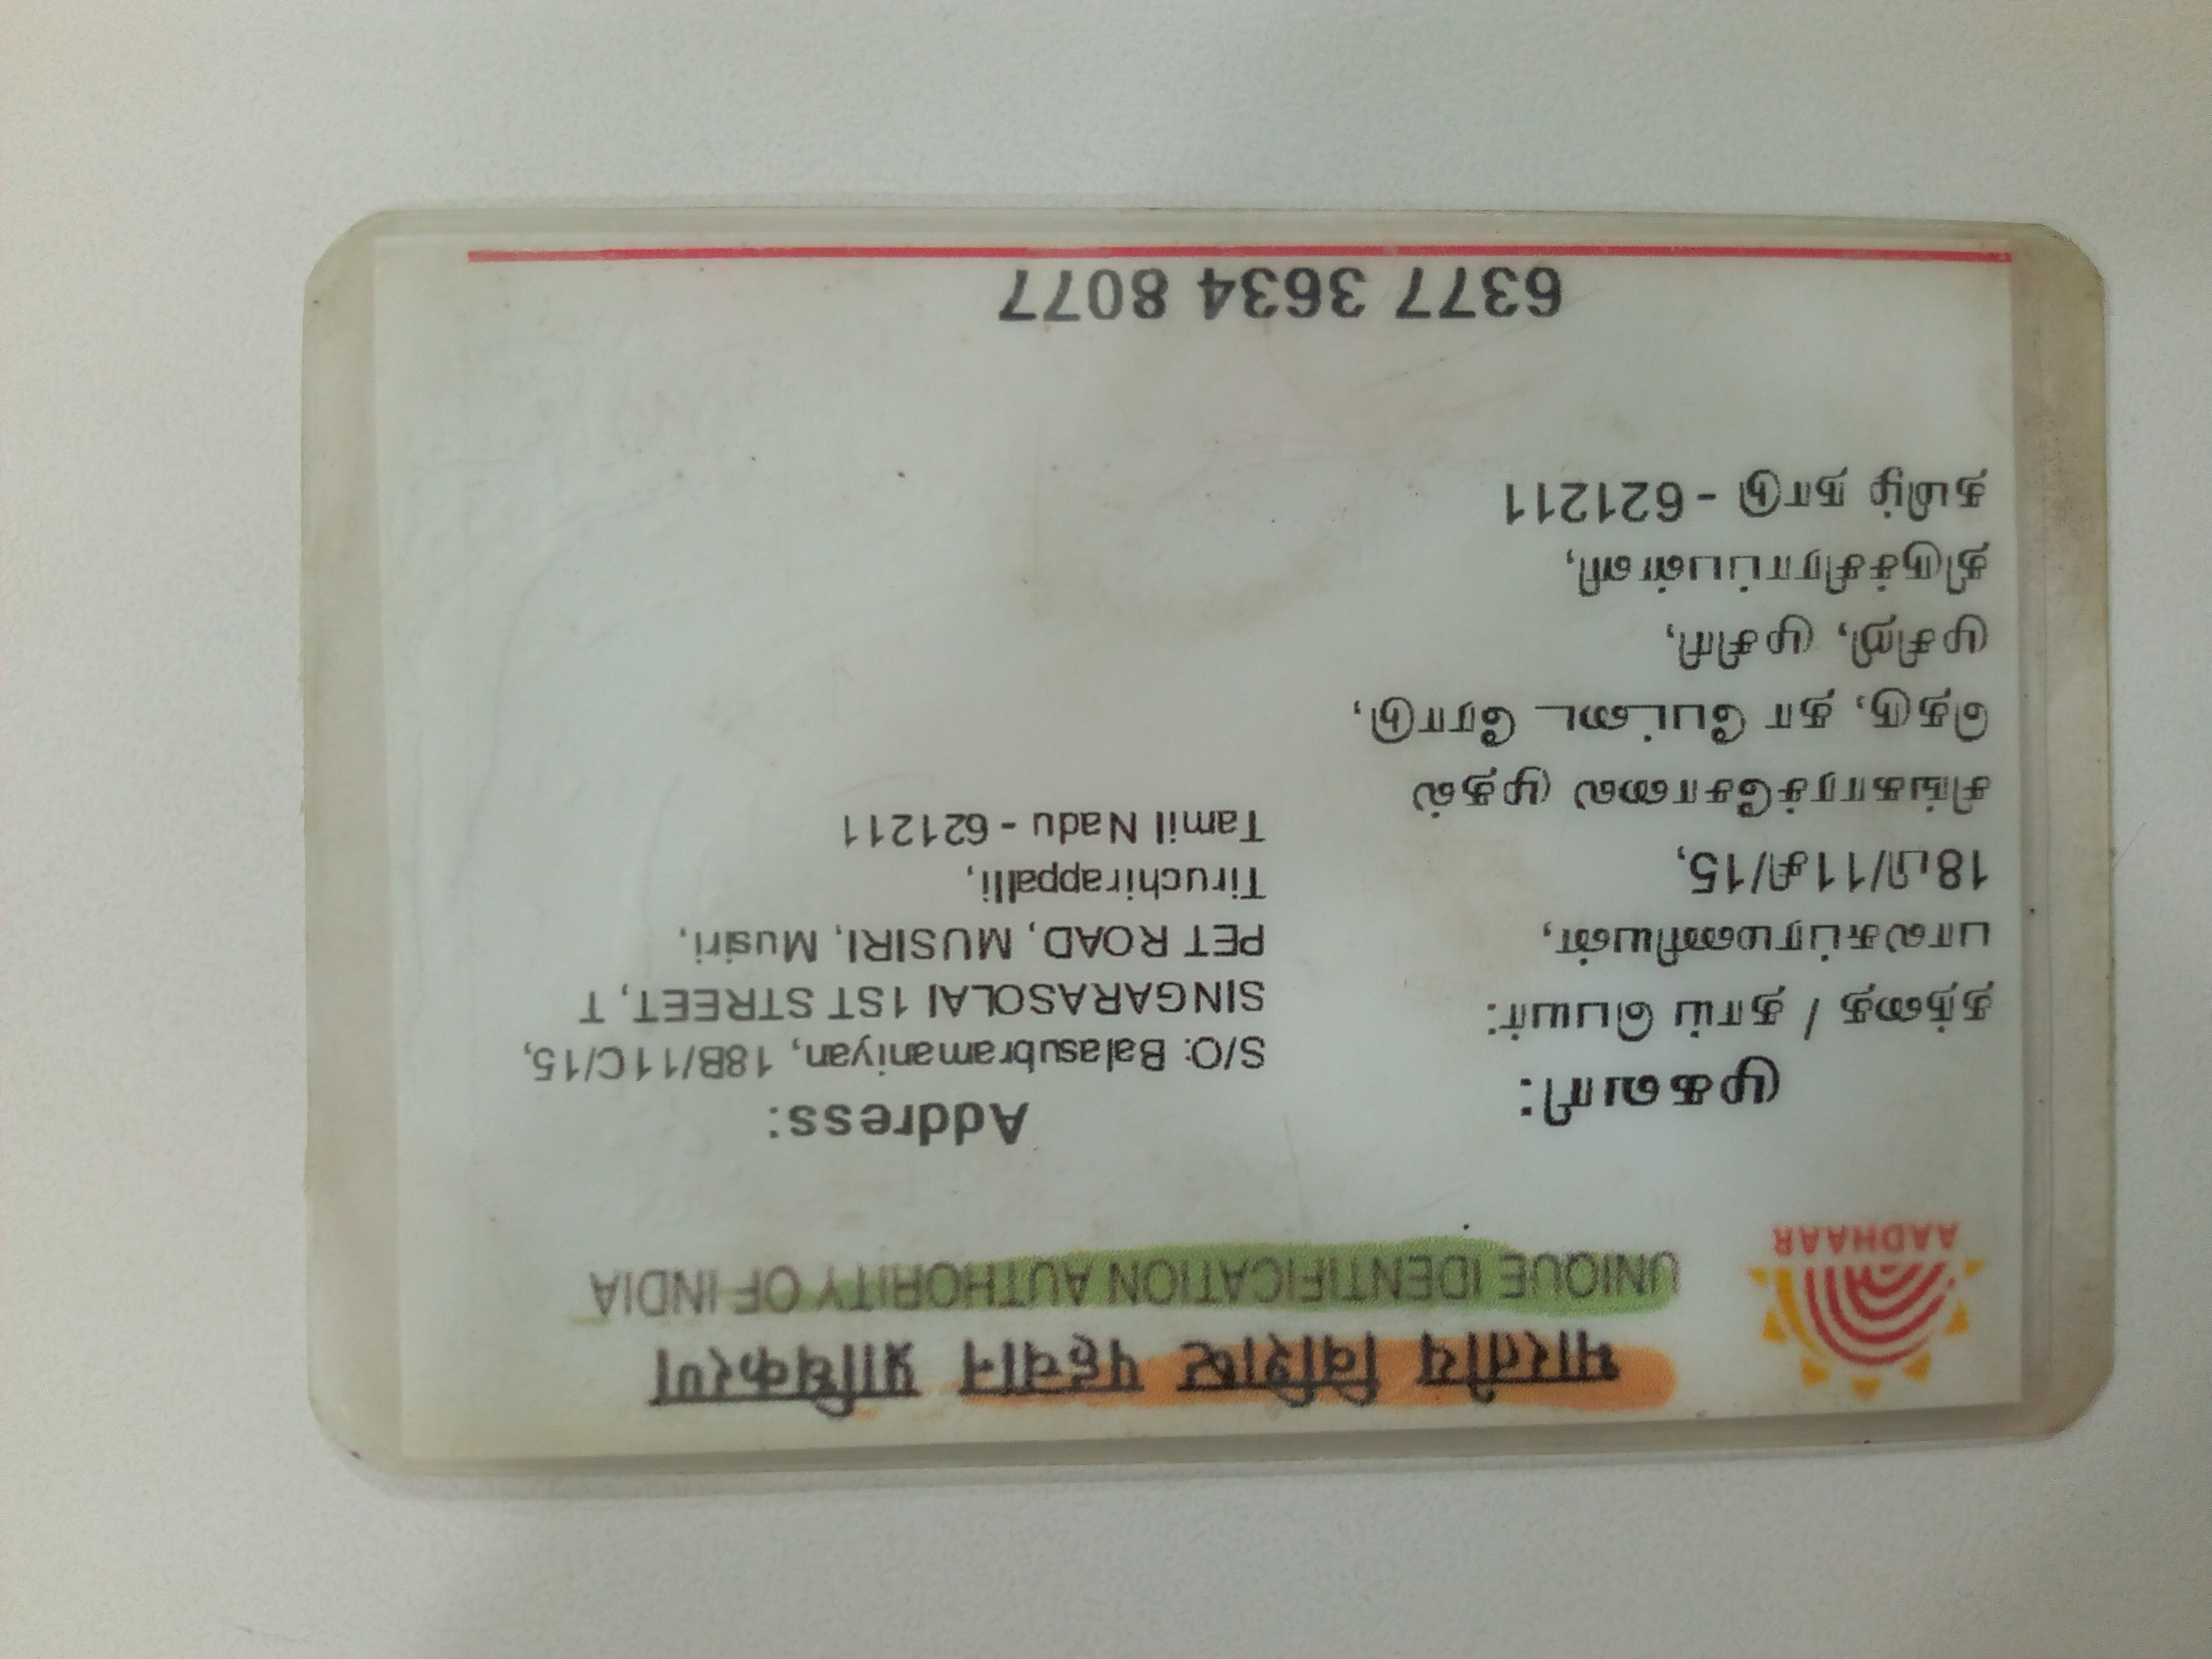 भारतीय विशिष्ट पहचान प्राधिकरण
UNIQUE IDENTIFICATION AUTHORITY OF INDIA
AADHAAR
முகவரி:
தந்தை / தாய் பெயர்:
பாலசுப்ரமணியன்,
18பி/11சி/15,
சிங்காரச்சோலை முதல்
தெரு, தா பேட்டை ரோடு,
முசிறி, முசிரி,
திருச்சிராப்பள்ளி,
தமிழ் நாடு - 621211
Address:
S/O: Balasubramaniyan, 18B/11C/15,
SINGARASOLAI 1ST STREET, T
PET ROAD, MUSIRI, Musiri,
Tiruchirappalli,
Tamil Nadu - 621211
6377 3634 8077